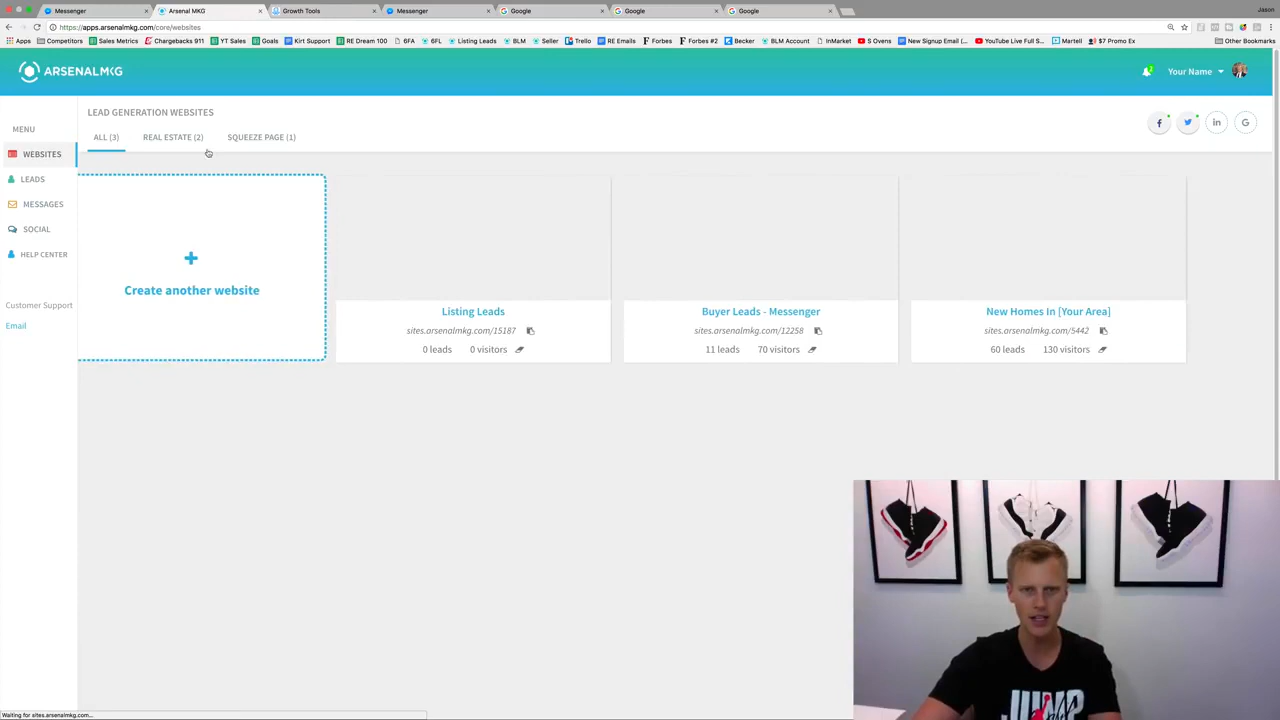 Messenger
Arsenal MKG
Growth Tools
Messenger
Google
Google
Google
Jason
https://apps.arsenalmkg.com/core/websites
Apps
Competitors
Sales Metrics
Chargebacks 911
YT Sales
Goals
Kirt Support
RE Dream 100
6FA
6FL
Listing Leads
BLM
Seller
Trello
RE Emails
Forbes
Forbes #2
Becker
BLM Account
InMarket
S Ovens
New Signup Email (...
YouTube Live Full S...
Martell
$7 Promo Ex
Other Bookmarks
ARSENALMKG
2
Your Name
LEAD GENERATION WEBSITES
MENU
ALL (3)
REAL ESTATE (2)
SQUEEZE PAGE (1)
WEBSITES
LEADS
MESSAGES
SOCIAL
HELP CENTER
Customer Support
Email
Create another website
Listing Leads
sites.arsenalmkg.com/15187
0 leads 0 visitors
Buyer Leads - Messenger
sites.arsenalmkg.com/12258
11 leads 70 visitors
New Homes In [Your Area]
sites.arsenalmkg.com/5442
60 leads 130 visitors
JUMP
Waiting for sites.arsenalmkg.com...